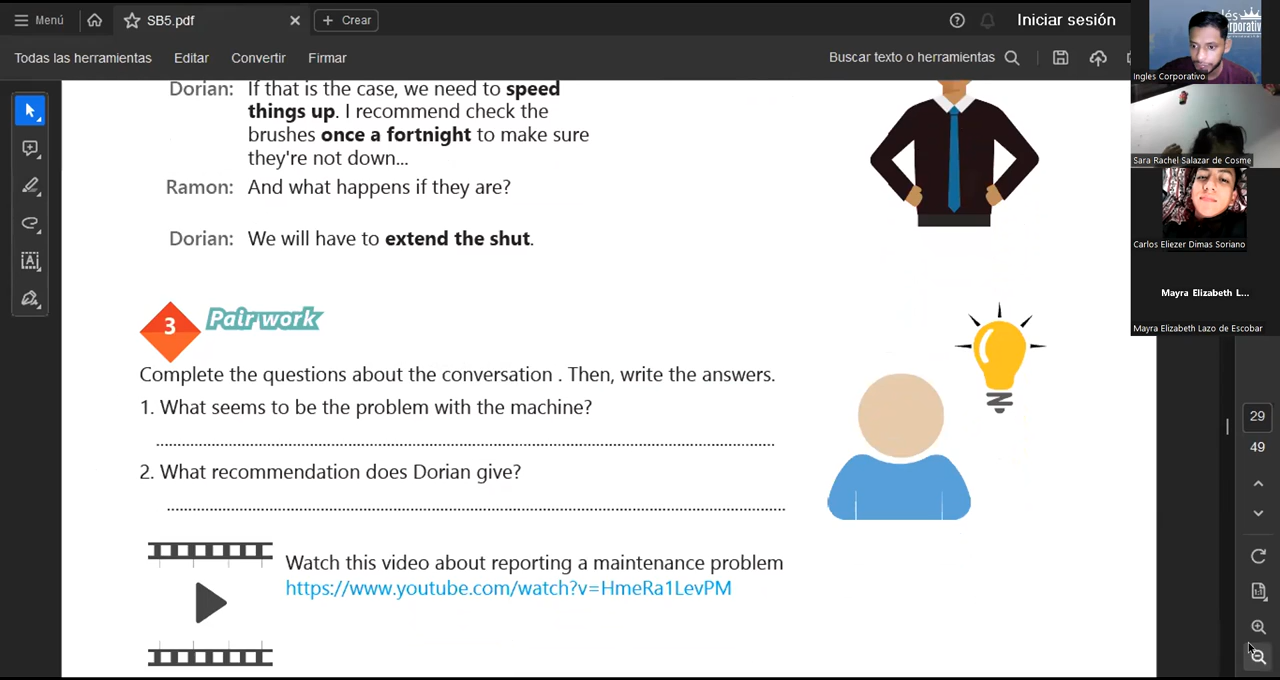 Menú
SB5.pdf
Crear
Iniciar sesión
Todas las herramientas
Editar
Convertir
Firmar
Buscar texto o herramientas
Dorian: If that is the case, we need to speed
things up. I recommend check the
brushes once a fortnight to make sure
they're not down...
Ramon: And what happens if they are?
Dorian: We will have to extend the shut.
3 Pair work
Complete the questions about the conversation . Then, write the answers.
1. What seems to be the problem with the machine?
2. What recommendation does Dorian give?
Watch this video about reporting a maintenance problem
https://www.youtube.com/watch?v=HmeRa1LevPM
Ingles Corporativo
Sara Rachel Salazar de Cosme
Carlos Eliezer Dimas Soriano
Mayra Elizabeth L...
Mayra Elizabeth Lazo de Escobar
29
49